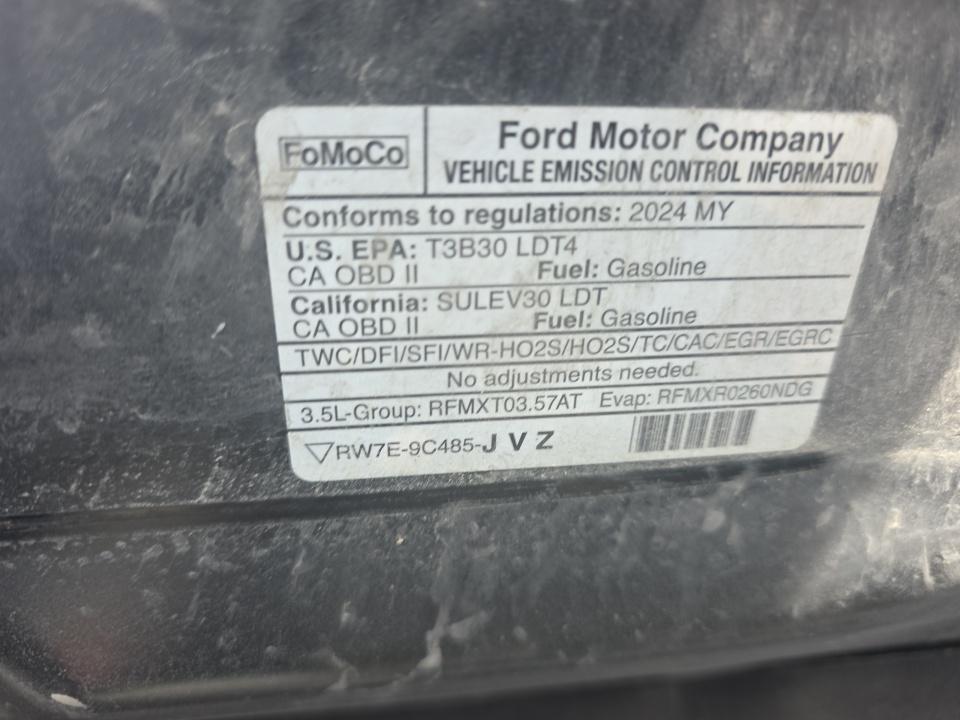 FoMoCo
Ford Motor Company
VEHICLE EMISSION CONTROL INFORMATION
Conforms to regulations: 2024 MY
U.S. EPA: T3B30 LDT4
CA OBD II Fuel: Gasoline
California: SULEV30 LDT
CA OBD II Fuel: Gasoline
TWC/DFI/SFI/WR-HO2S/HO2S/TC/CAC/EGR/EGRC
No adjustments needed.
3.5L-Group: RFMXT03.57AT Evap: RFMXR0260NDG
RW7E-9C485-J V Z